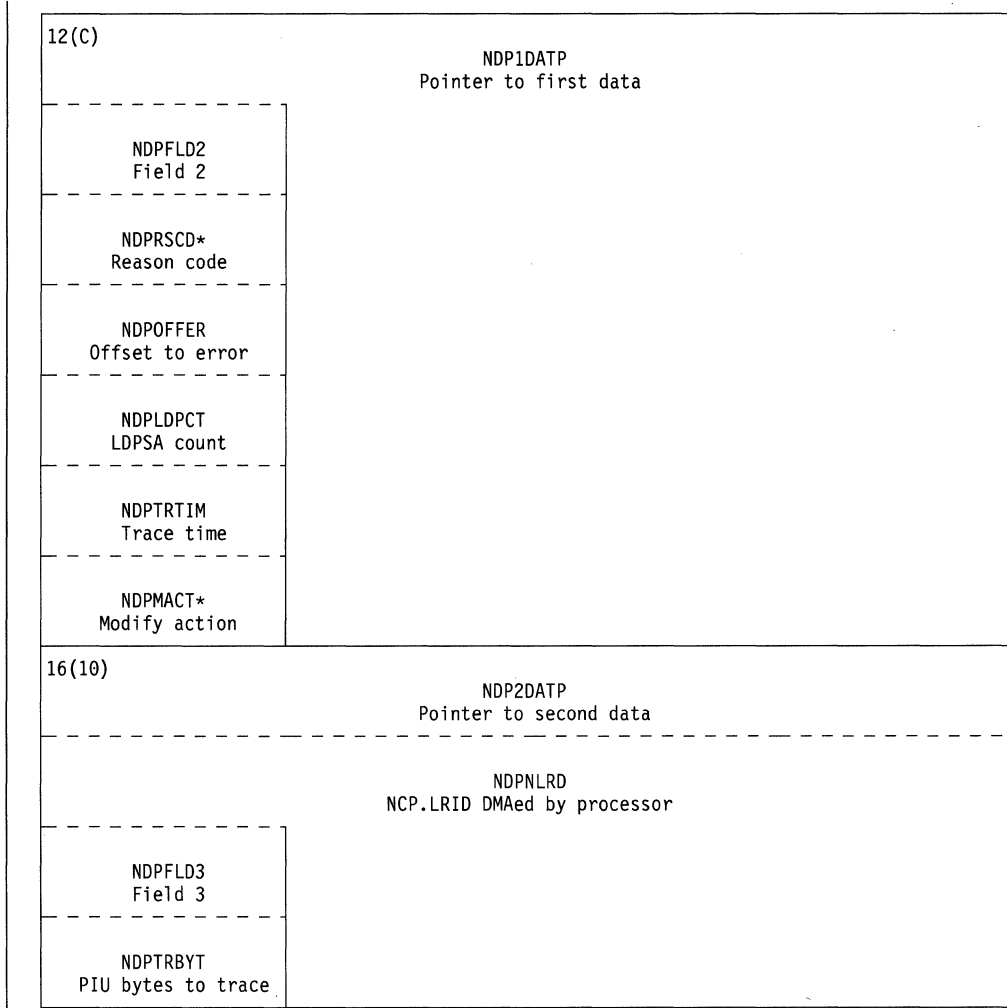 12(C)
NDP1DATP
Pointer to first data
NDPFLD2
Field 2
NDPRSCD*
Reason code
NDPOFFER
Offset to error
NDPLDPCT
LDPSA count
NDPTRTIM
Trace time
NDPMACT*
Modify action
16(10)
NDP2DATP
Pointer to second data
NDPNLRD
NCP.LRID DMAed by processor
NDPFLD3
Field 3
NDPTRBYT
PIU bytes to trace